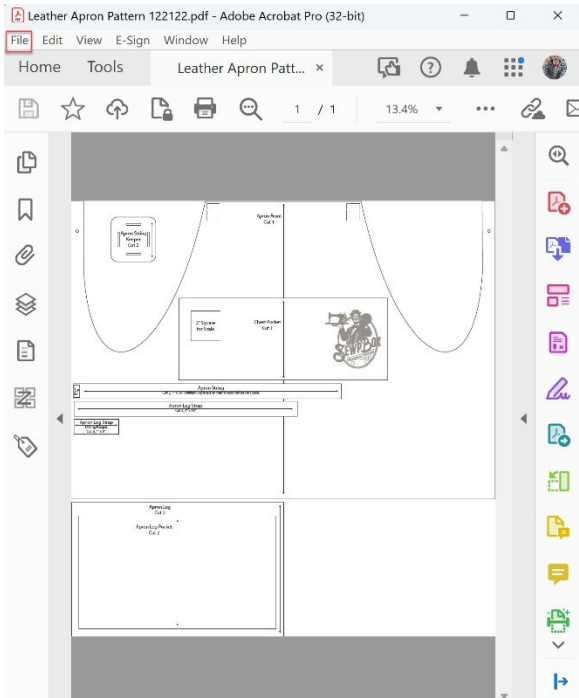 Leather Apron Pattern 122122.pdf - Adobe Acrobat Pro (32-bit)
File Edit View E-Sign Window Help
Home Tools Leather Apron Patt... ×
1 / 1 13.4%
Apron Front
Cut 1
Apron String
Keeper
Cut 2
2" Square
for Scale
Chest Pocket
Cut 1
SEWPBOX
Apron String
Apron Leg Strap
Apron Leg Strap
Apron Leg
Cut 2
Apron Leg Pocket
Cut 2